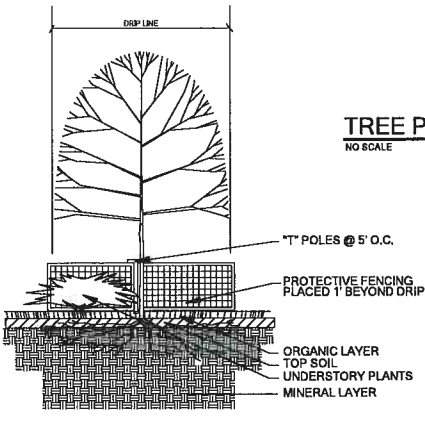 DRIP LINE
TREE P
NO SCALE
"T" POLES @ 5' O.C.
PROTECTIVE FENCING
PLACED 1' BEYOND DRIP
ORGANIC LAYER
TOP SOIL
UNDERSTORY PLANTS
MINERAL LAYER